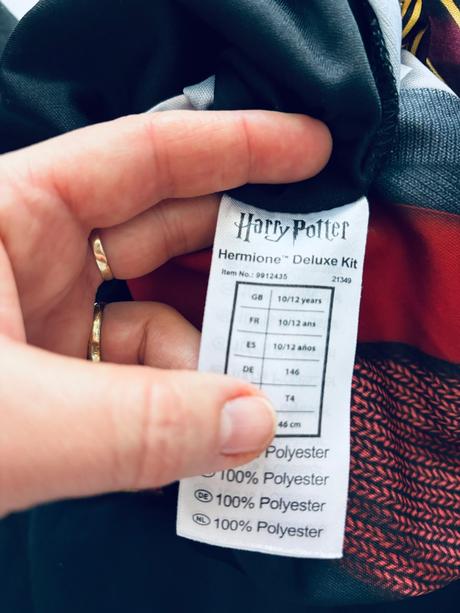 Harry Potter
Hermione™ Deluxe Kit
Item No.: 9912435 21349
GB 10/12 years
FR 10/12 ans
ES 10/12 años
DE 146
T4
46 cm
Polyester
100% Polyester
DE 100% Polyester
NL 100% Polyester